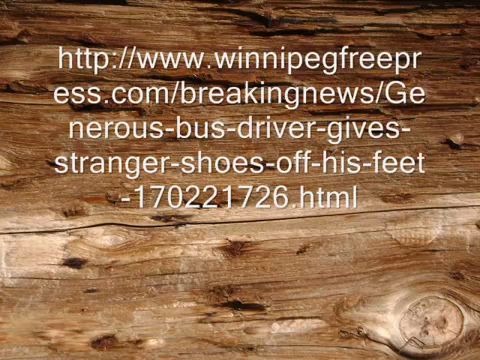 http://www.winnipegfreepr
ess.com/breakingnews/Ge
nerous-bus-driver-gives-
stranger-shoes-off-his-feet
-170221726.html